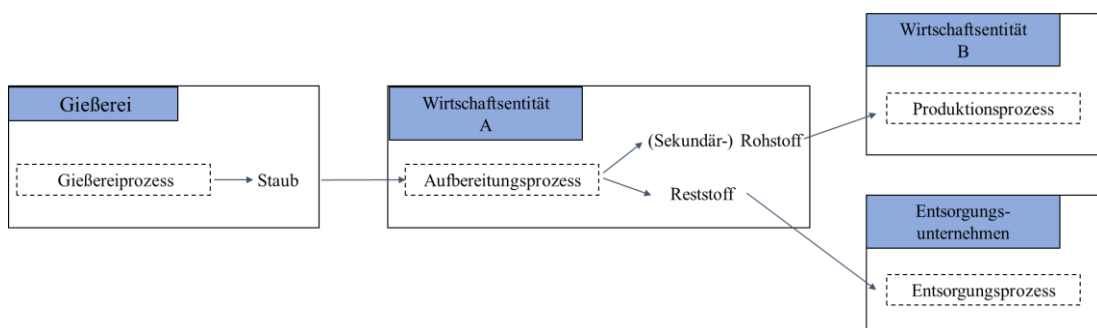 Gießerei
Gießereiprozess
Staub
Wirtschaftsentität
A
Aufbereitungsprozess
(Sekundär-) Rohstoff
Reststoff
Wirtschaftsentität
B
Produktionsprozess
Entsorgungs-
unternehmen
Entsorgungsprozess